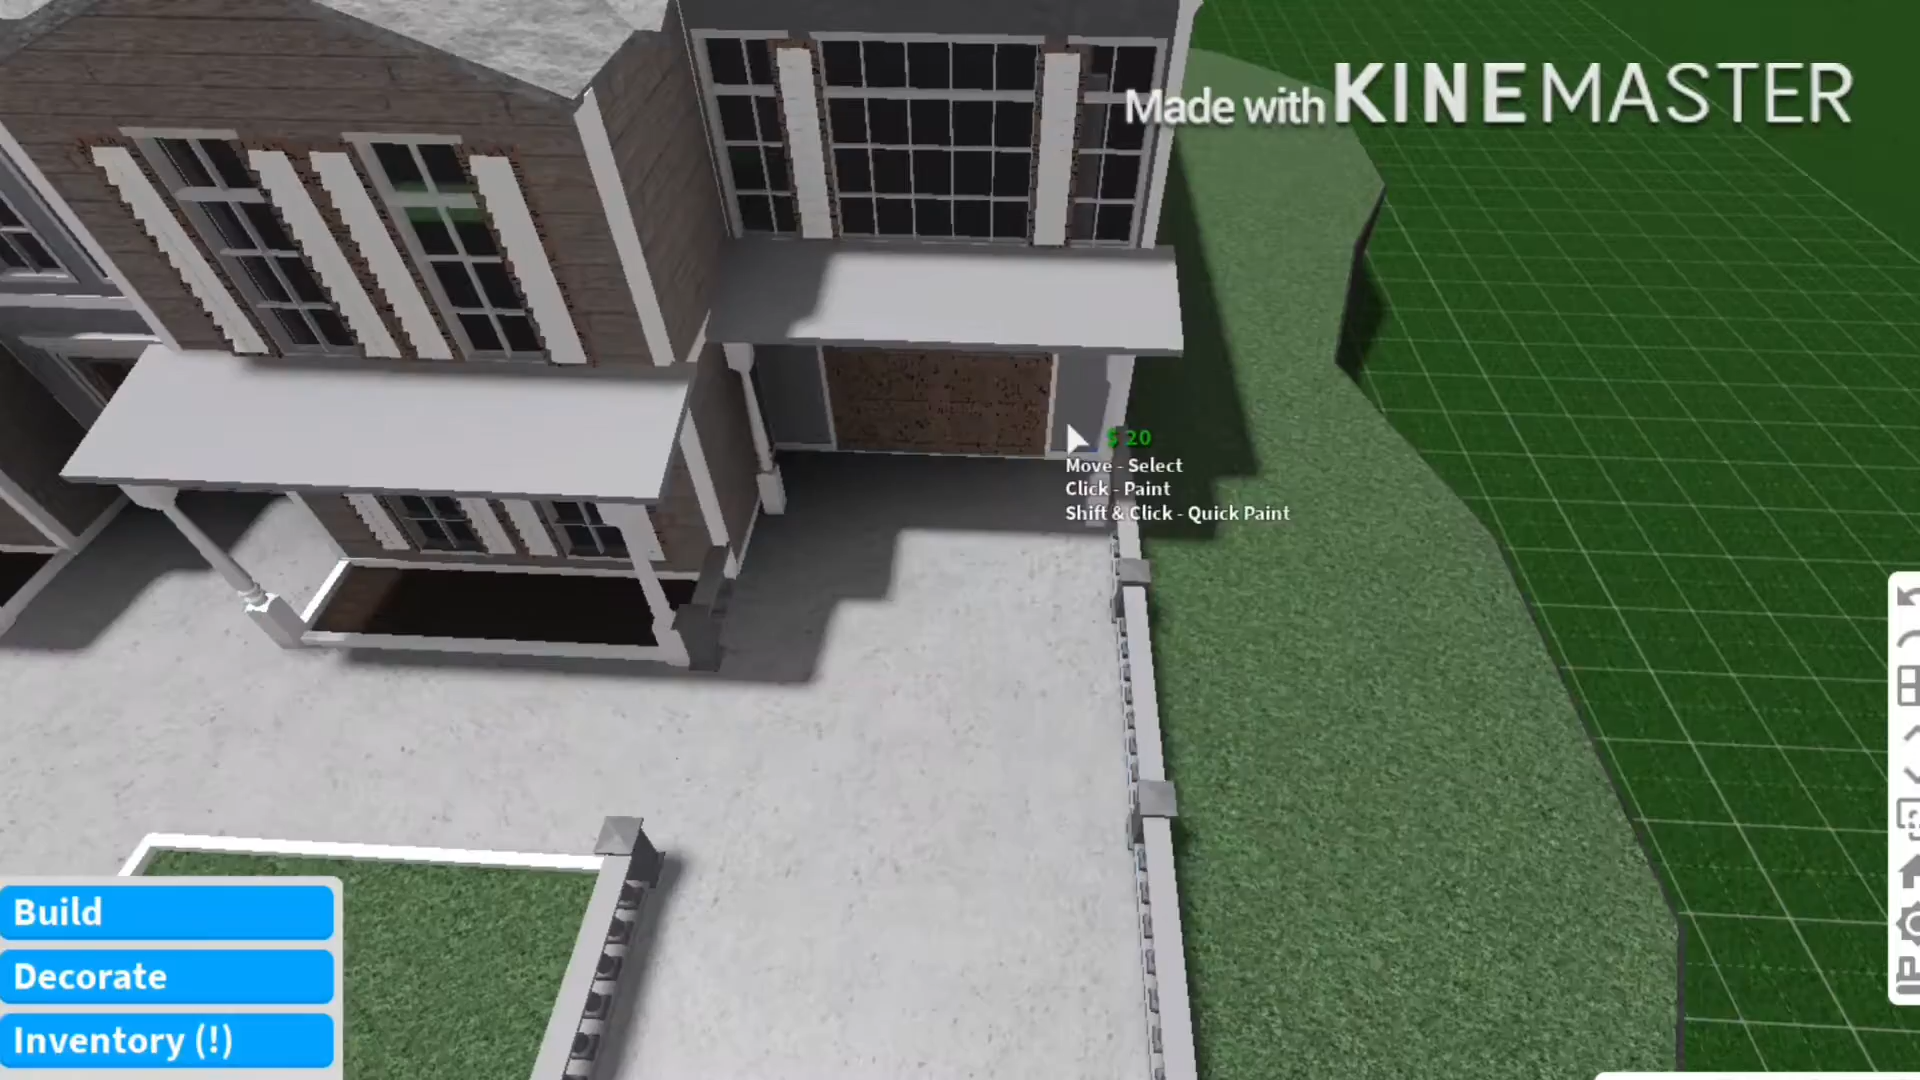 Made with KINEMASTER
$ 20
Move - Select
Click - Paint
Shift & Click - Quick Paint
Build
Decorate
Inventory (!)